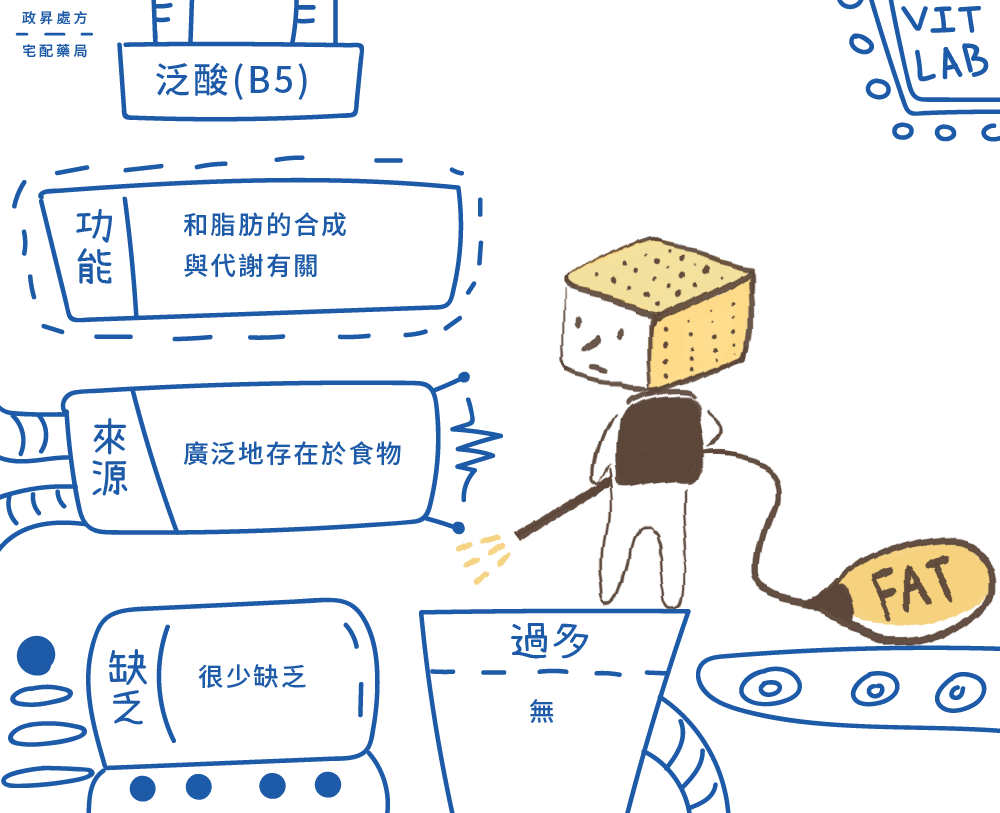 政昇處方
宅配藥局
泛酸(B5)
VIT
LAB
功能
和脂肪的合成
與代謝有關
來源
廣泛地存在於食物
FAT
缺乏
很少缺乏
過多
無